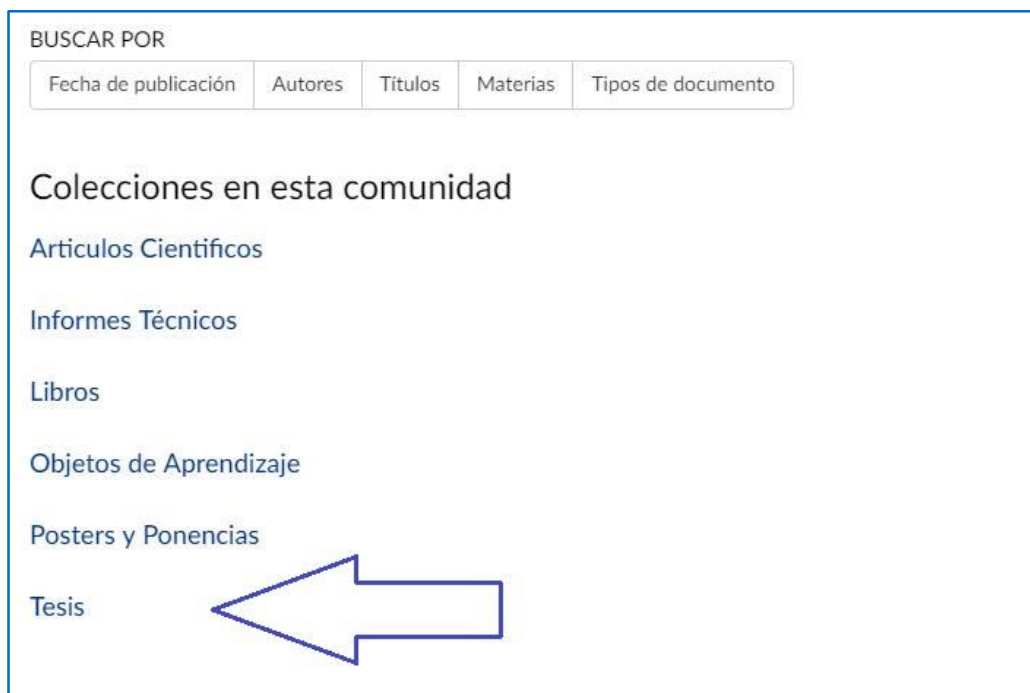 BUSCAR POR
Fecha de publicación Autores Títulos Materias Tipos de documento
Colecciones en esta comunidad
Articulos Cientificos
Informes Técnicos
Libros
Objetos de Aprendizaje
Posters y Ponencias
Tesis